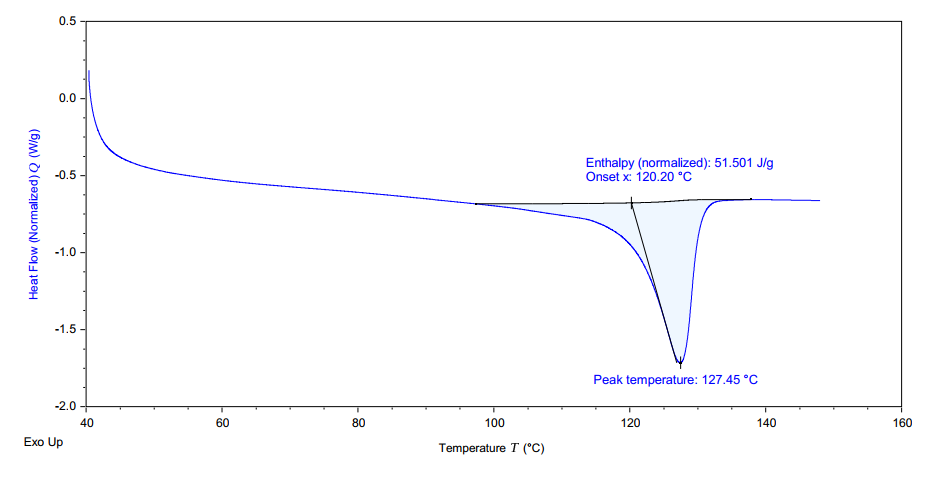 0.5
0.0
-0.5
-1.0
-1.5
-2.0
Heat Flow (Normalized) Q (W/g)
Enthalpy (normalized): 51.501 J/g
Onset x: 120.20 °C
Peak temperature: 127.45 °C
40 60 80 100 120 140 160
Exo Up
Temperature T (°C)